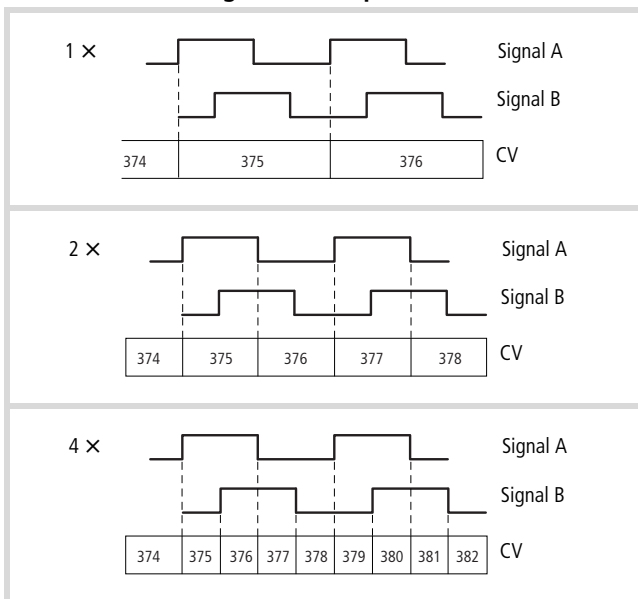 1 ×
Signal A
Signal B
374 375 376 CV
2 ×
Signal A
Signal B
374 375 376 377 378 CV
4 ×
Signal A
Signal B
374 375 376 377 378 379 380 381 382 CV